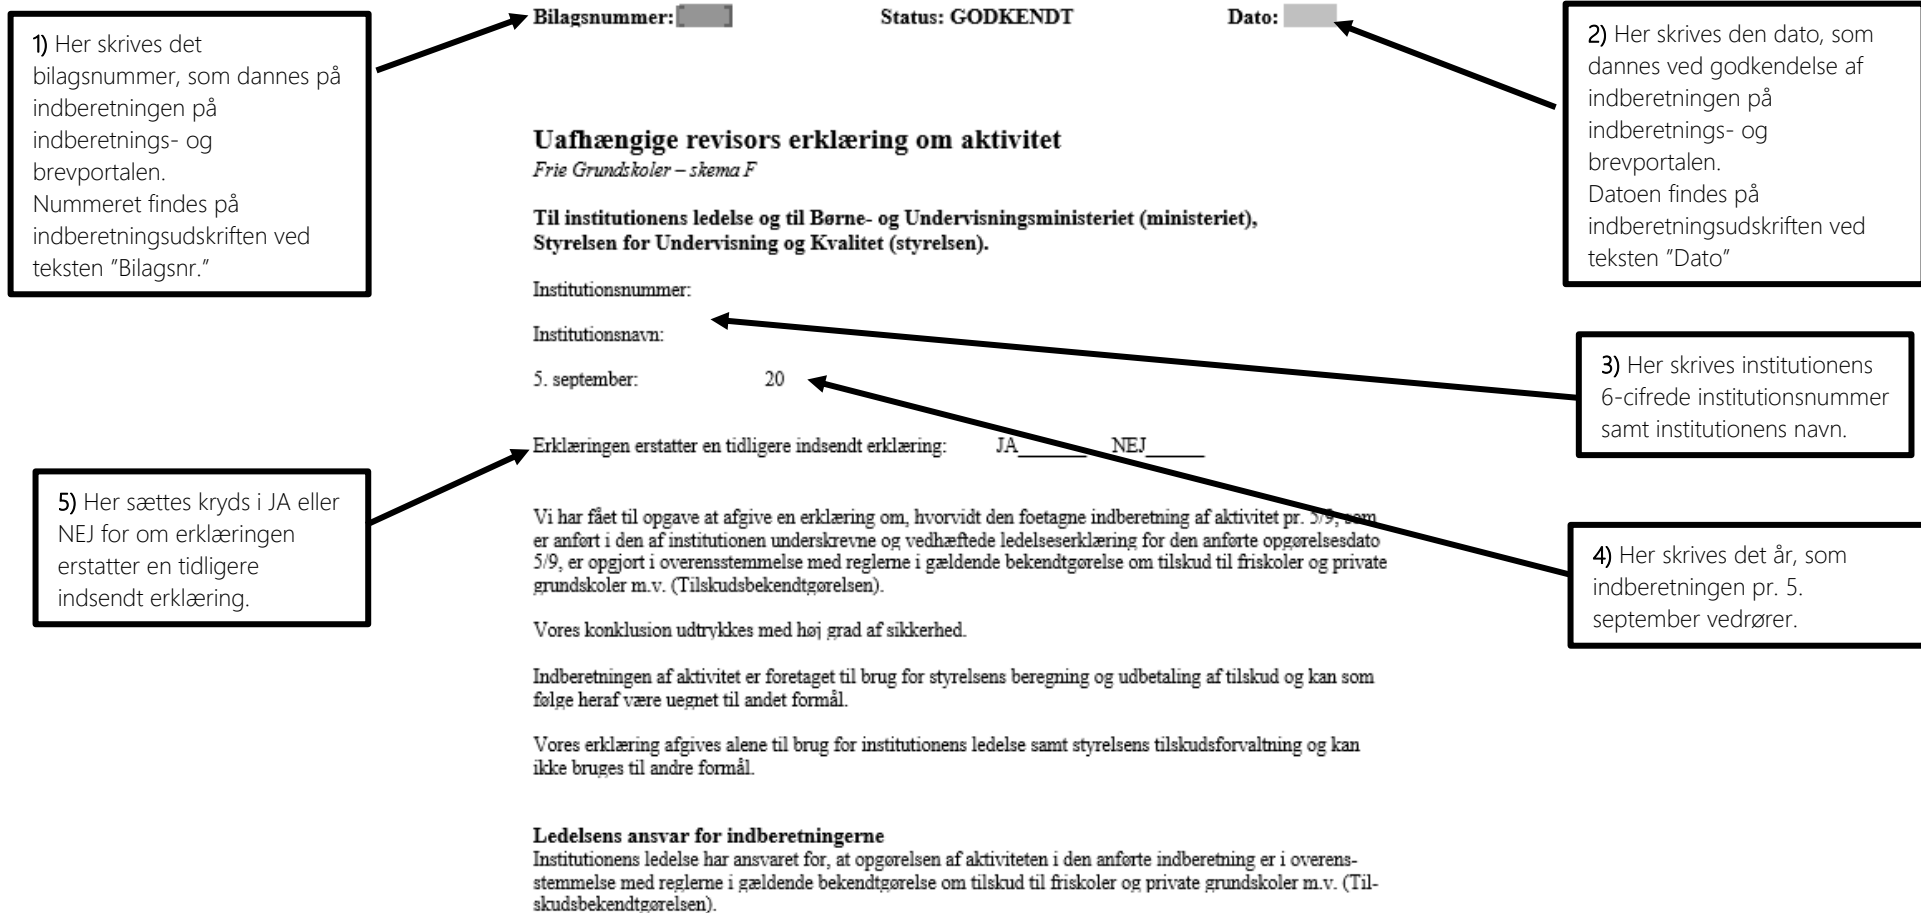 Bilagsnummer: Status: GODKENDT Dato:
1) Her skrives det
bilagsnummer, som dannes på
indberetningen på
indberetnings- og
brevportalen.
Nummeret findes på
indberetningsudskriften ved
teksten ”Bilagsnr.”
2) Her skrives den dato, som
dannes ved godkendelse af
indberetningen på
indberetnings- og
brevportalen.
Datoen findes på
indberetningsudskriften ved
teksten ”Dato”
Uafhængige revisors erklæring om aktivitet
Frie Grundskoler – skema F
Til institutionens ledelse og til Børne- og Undervisningsministeriet (ministeriet),
Styrelsen for Undervisning og Kvalitet (styrelsen).
Institutionsnummer:
Institutionsnavn:
5. september: 20
3) Her skrives institutionens
6-cifrede institutionsnummer
samt institutionens navn.
Erklæringen erstatter en tidligere indsendt erklæring: JA______ NEJ_____
5) Her sættes kryds i JA eller
NEJ for om erklæringen
erstatter en tidligere
indsendt erklæring.
4) Her skrives det år, som
indberetningen pr. 5.
september vedrører.
Vi har fået til opgave at afgive en erklæring om, hvorvidt den foetagne indberetning af aktivitet pr. 5/9, som
er anført i den af institutionen underskrevne og vedhæftede ledelseserklæring for den anførte opgørelsesdato
5/9, er opgjort i overensstemmelse med reglerne i gældende bekendtgørelse om tilskud til friskoler og private
grundskoler m.v. (Tilskudsbekendtgørelsen).
Vores konklusion udtrykkes med høj grad af sikkerhed.
Indberetningen af aktivitet er foretaget til brug for styrelsens beregning og udbetaling af tilskud og kan som
følge heraf være uegnet til andet formål.
Vores erklæring afgives alene til brug for institutionens ledelse samt styrelsens tilskudsforvaltning og kan
ikke bruges til andre formål.
Ledelsens ansvar for indberetningerne
Institutionens ledelse har ansvaret for, at opgørelsen af aktiviteten i den anførte indberetning er i overens-
stemmelse med reglerne i gældende bekendtgørelse om tilskud til friskoler og private grundskoler m.v. (Til-
skudsbekendtgørelsen).